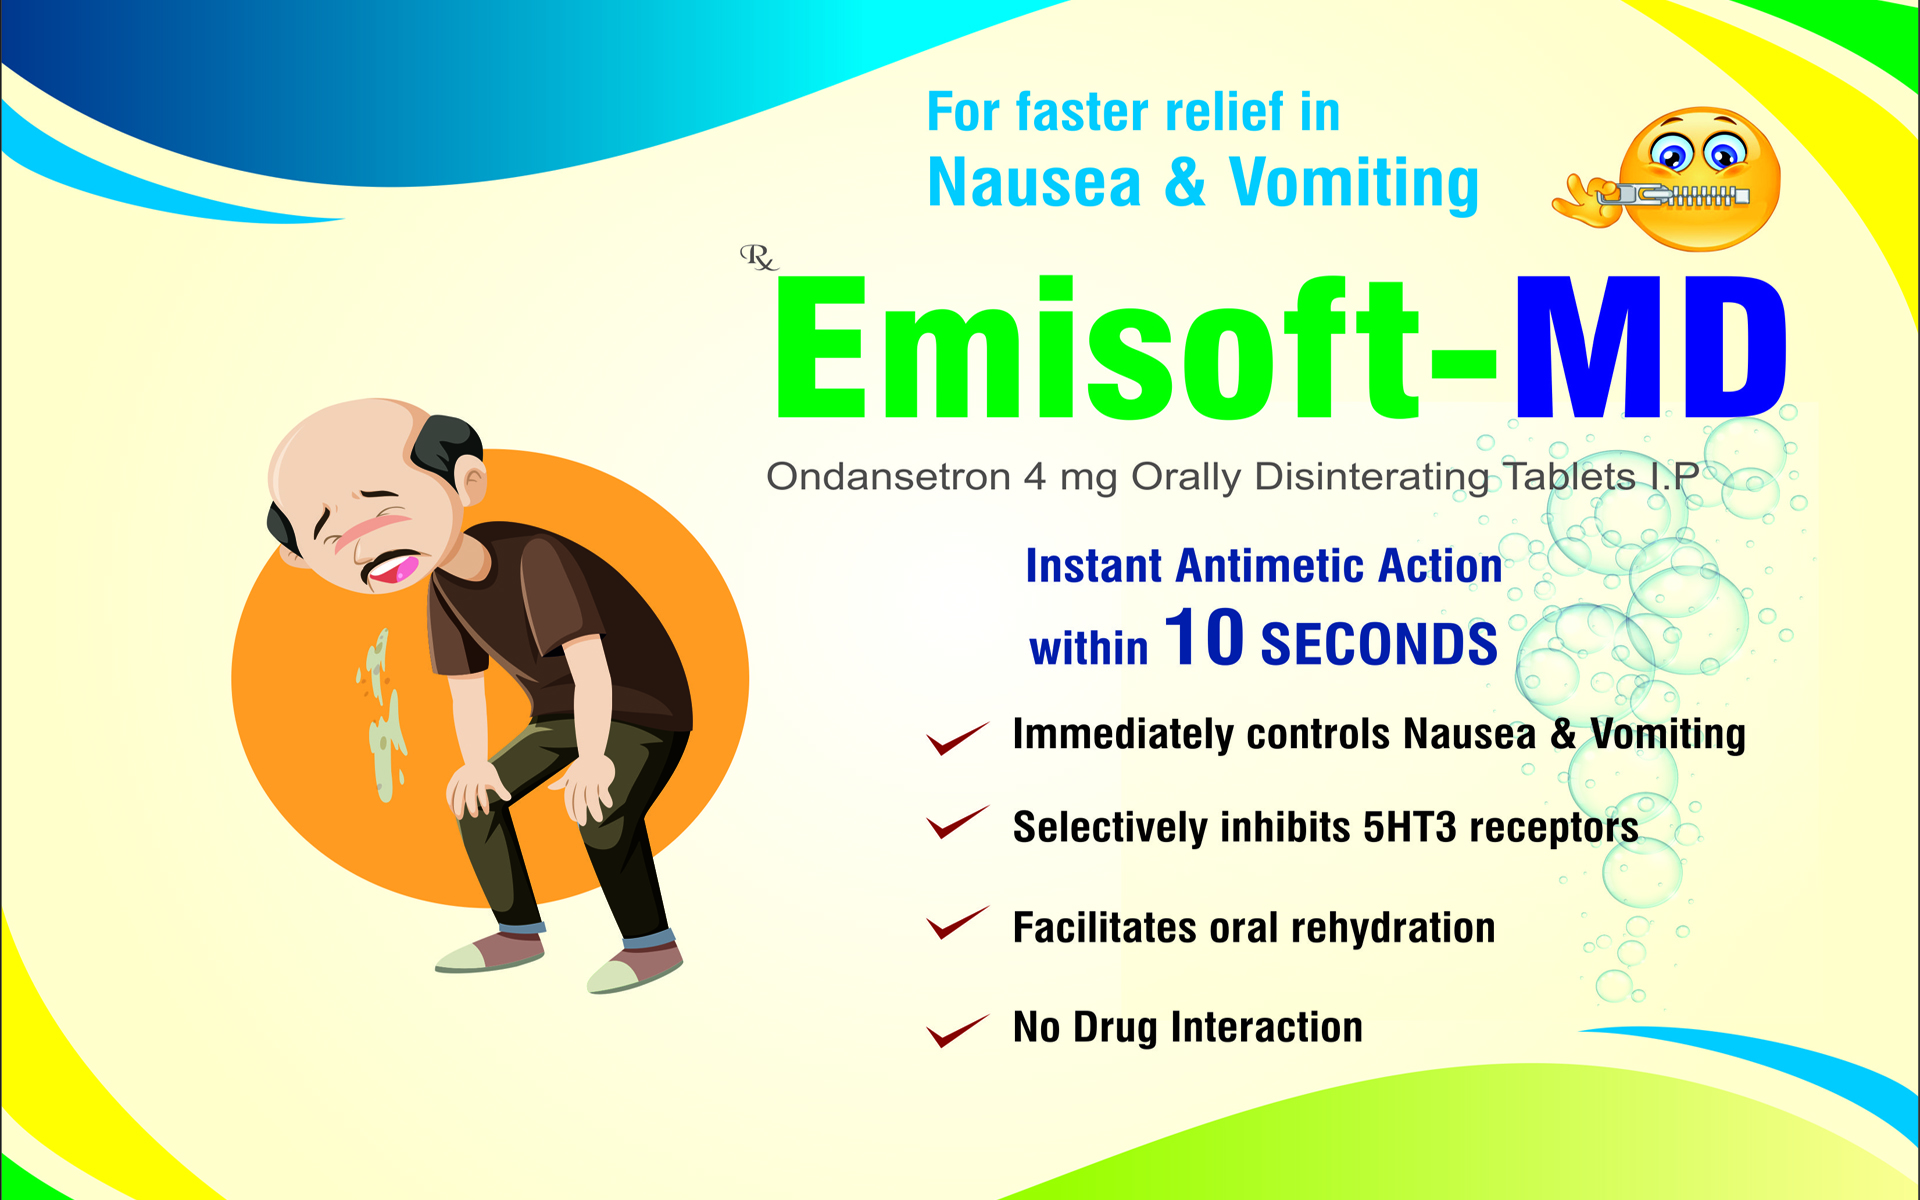 For faster relief in
Nausea & Vomiting
Rx
Emisoft-MD
Ondansetron 4 mg Orally Disinterating Tablets I.P
Instant Antimetic Action
within 10 SECONDS
Immediately controls Nausea & Vomiting
Selectively inhibits 5HT3 receptors
Facilitates oral rehydration
No Drug Interaction